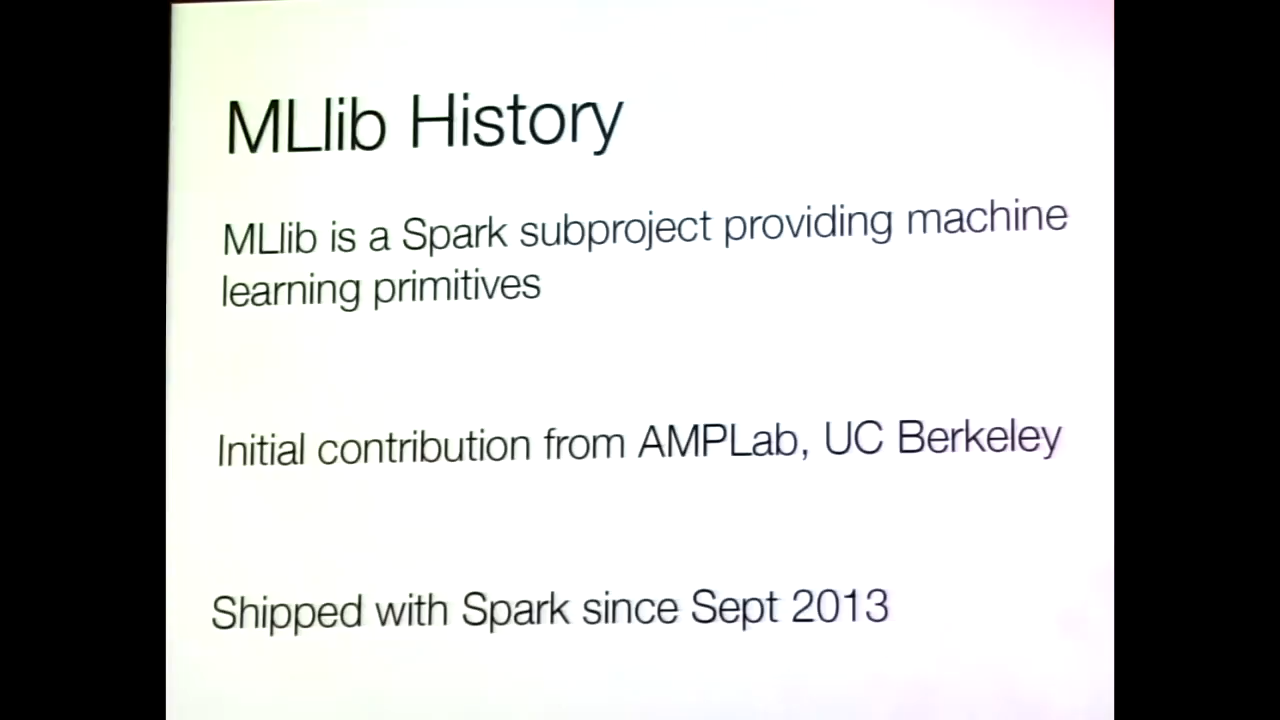 MLlib History
MLlib is a Spark subproject providing machine
learning primitives
Initial contribution from AMPLab, UC Berkeley
Shipped with Spark since Sept 2013